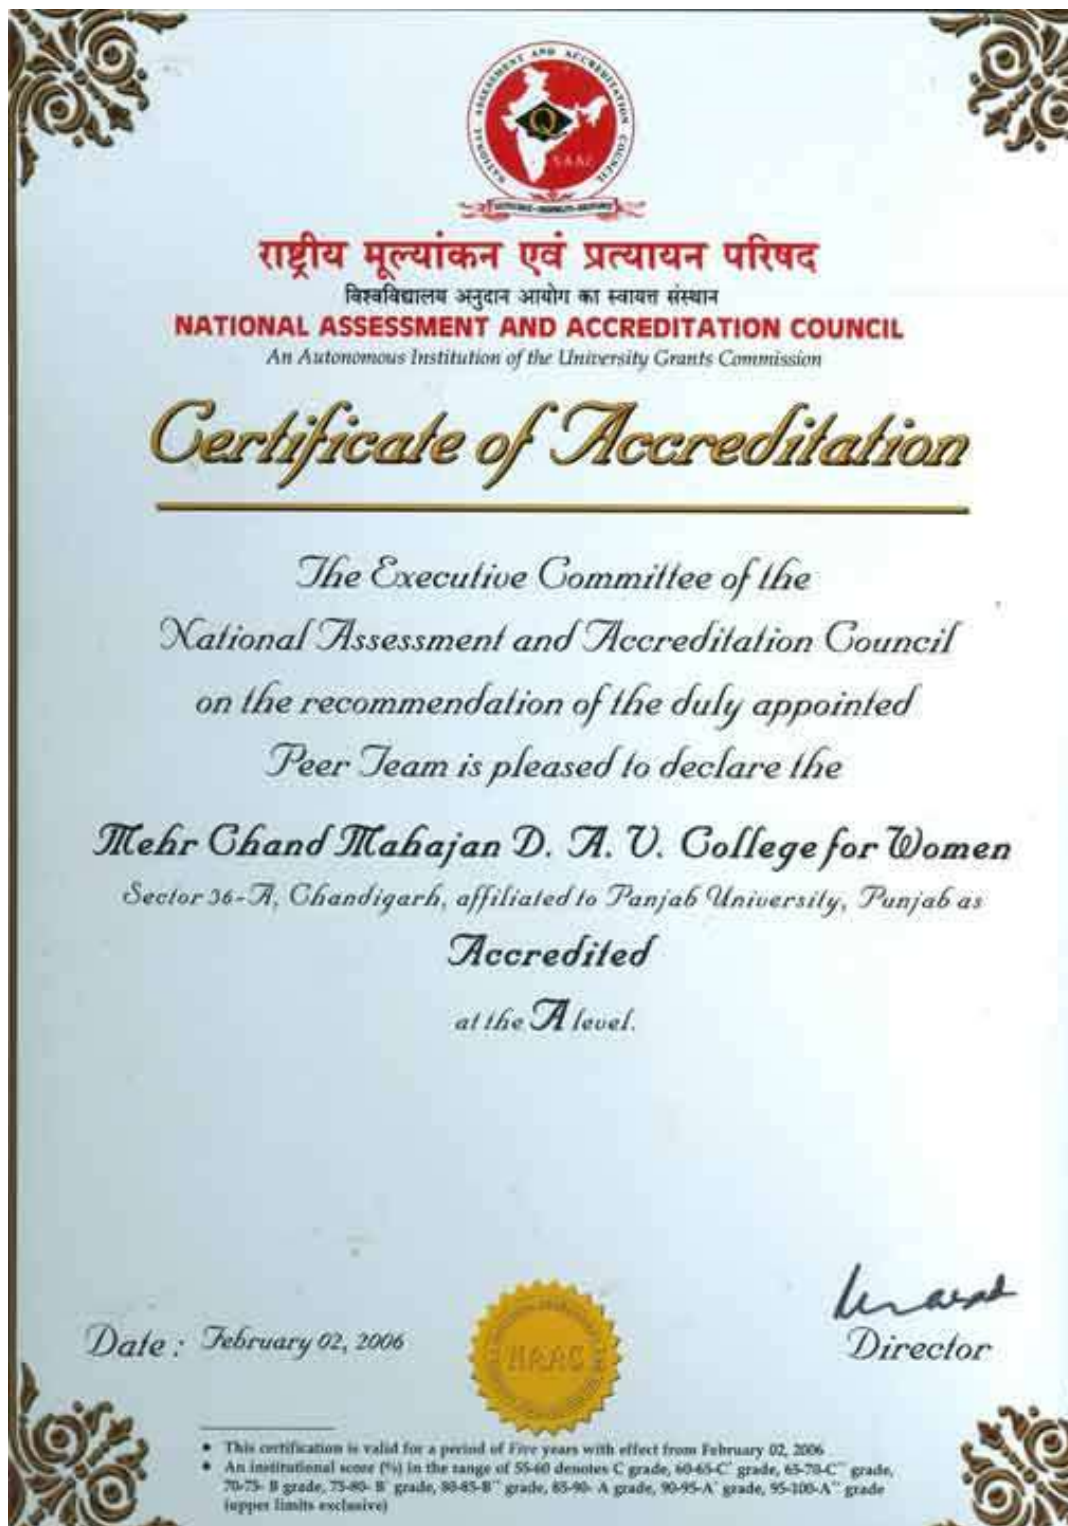 NATIONAL ASSESSMENT AND ACCREDITATION COUNCIL
Q
NAAC
राष्ट्रीय मूल्यांकन एवं प्रत्यायन परिषद
विश्वविद्यालय अनुदान आयोग का स्वायत्त संस्थान
NATIONAL ASSESSMENT AND ACCREDITATION COUNCIL
An Autonomous Institution of the University Grants Commission
Certificate of Accreditation
The Executive Committee of the
National Assessment and Accreditation Council
on the recommendation of the duly appointed
Peer Team is pleased to declare the
Mehr Chand Mahajan D. A. V. College for Women
Sector 36-A, Chandigarh, affiliated to Panjab University, Punjab as
Accredited
at the A level.
Date : February 02, 2006
NAAC
Director
• This certification is valid for a period of Five years with effect from February 02, 2006
• An institutional score (%) in the range of 55-60 denotes C grade, 60-65-C⁺ grade, 65-70-C⁺⁺ grade,
70-75- B grade, 75-80- B⁺ grade, 80-85-B⁺⁺ grade, 85-90- A grade, 90-95-A⁺ grade, 95-100-A⁺⁺ grade
(upper limits exclusive)